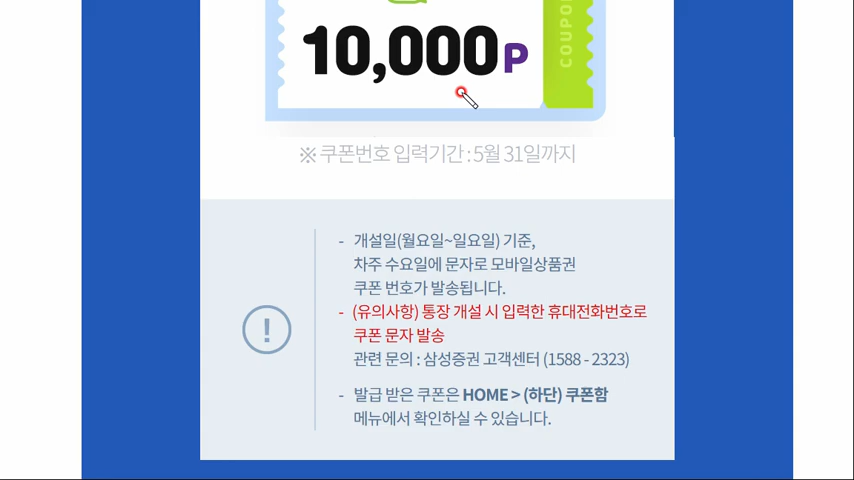 10,000P
COUPON
※ 쿠폰번호 입력기간 : 5월 31일까지
- 개설일(월요일~일요일) 기준,
차주 수요일에 문자로 모바일상품권
쿠폰 번호가 발송됩니다.
- (유의사항) 통장 개설 시 입력한 휴대전화번호로
쿠폰 문자 발송
관련 문의 : 삼성증권 고객센터 (1588 - 2323)
- 발급 받은 쿠폰은 HOME > (하단) 쿠폰함
메뉴에서 확인하실 수 있습니다.